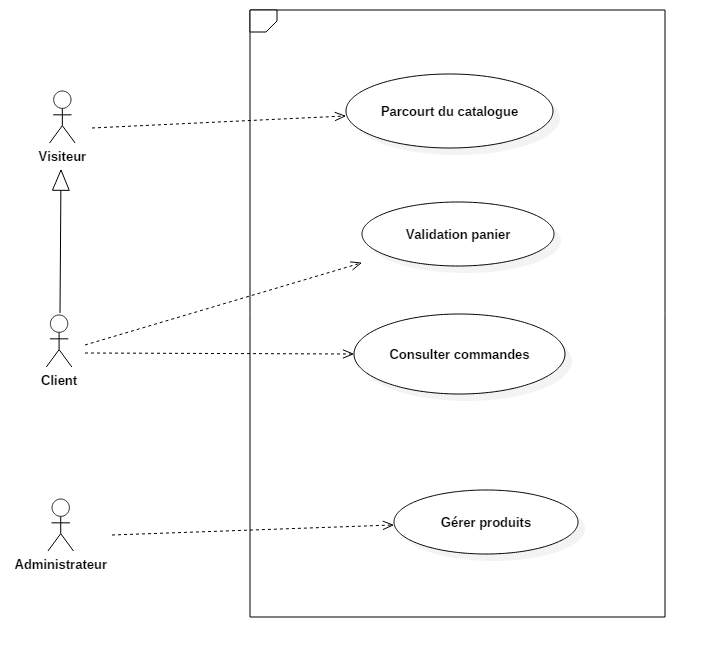 Parcourt du catalogue
Visiteur
Validation panier
Consulter commandes
Client
Gérer produits
Administrateur